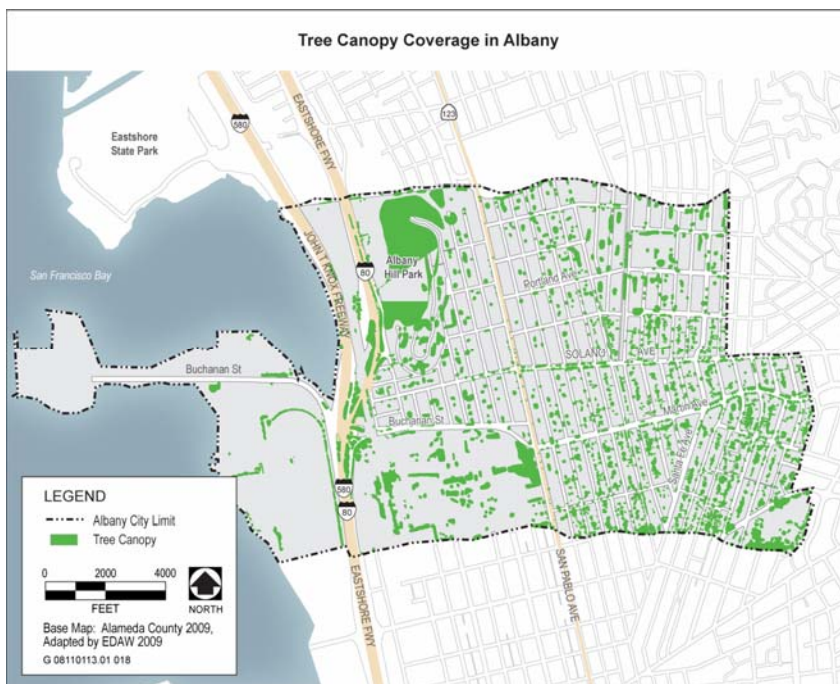 Tree Canopy Coverage in Albany
Eastshore
State Park
580
EASTSHORE FWY
123
JOHN T KNOX FREEWAY
San Francisco Bay
80
Albany
Hill Park
Portland Ave
SOLANO AVE
Buchanan St
Buchanan St
Marin Ave
Santa Fe Ave
580
80
EASTSHORE FWY
SAN PABLO AVE
LEGEND
Albany City Limit
Tree Canopy
0 2000 4000
FEET
NORTH
Base Map: Alameda County 2009,
Adapted by EDAW 2009
G 08110113.01 018